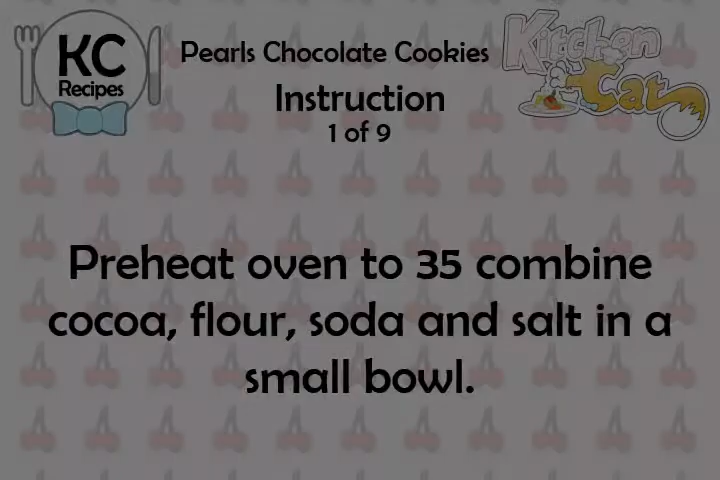 KC
Recipes
Pearls Chocolate Cookies
Kitchen
Cat
Instruction
1 of 9
Preheat oven to 35 combine
cocoa, flour, soda and salt in a
small bowl.